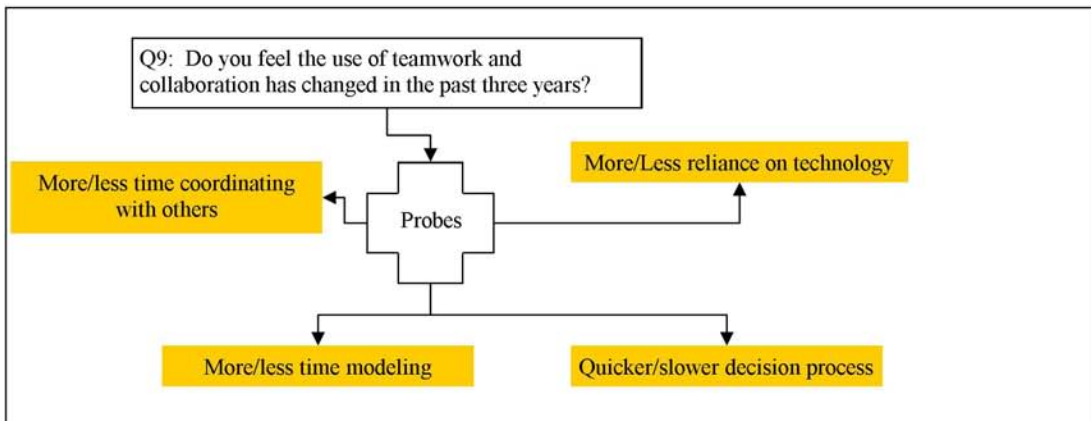 Q9: Do you feel the use of teamwork and
collaboration has changed in the past three years?
More/Less reliance on technology
More/less time coordinating
with others
Probes
More/less time modeling
Quicker/slower decision process